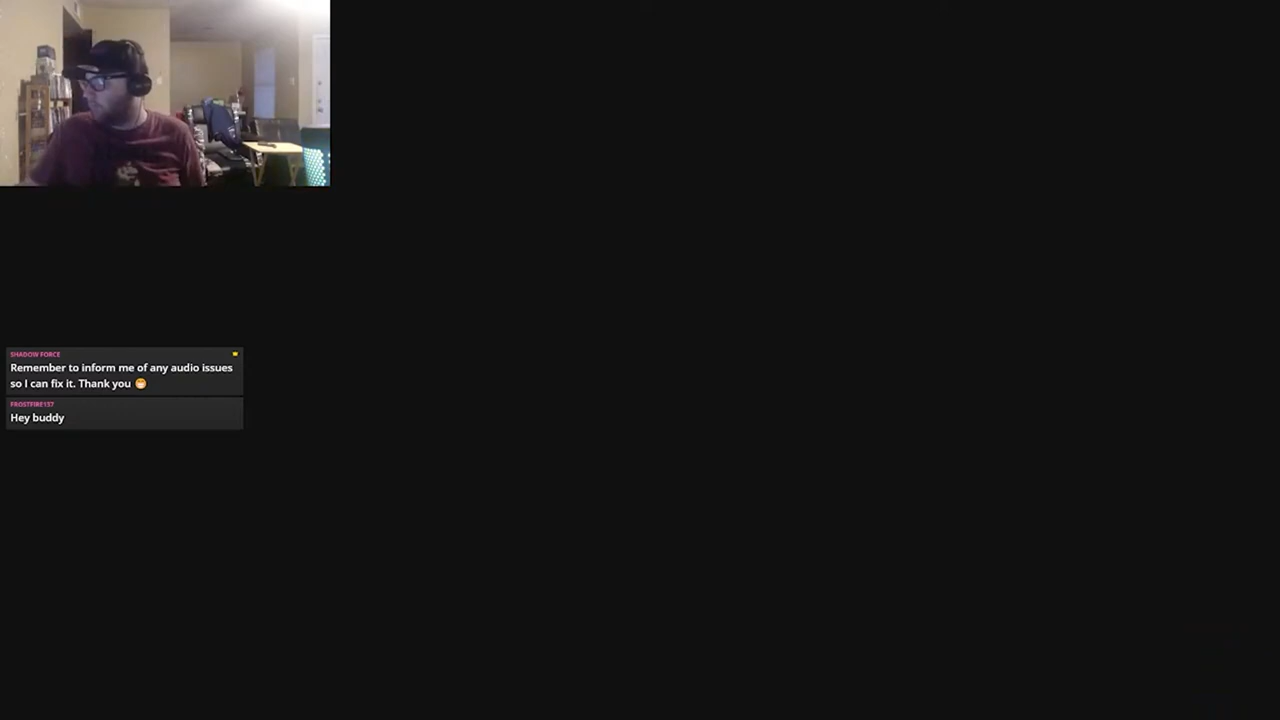 SHADOW FORCE
Remember to inform me of any audio issues
so I can fix it. Thank you 😁
FROSTFIRE137
Hey buddy